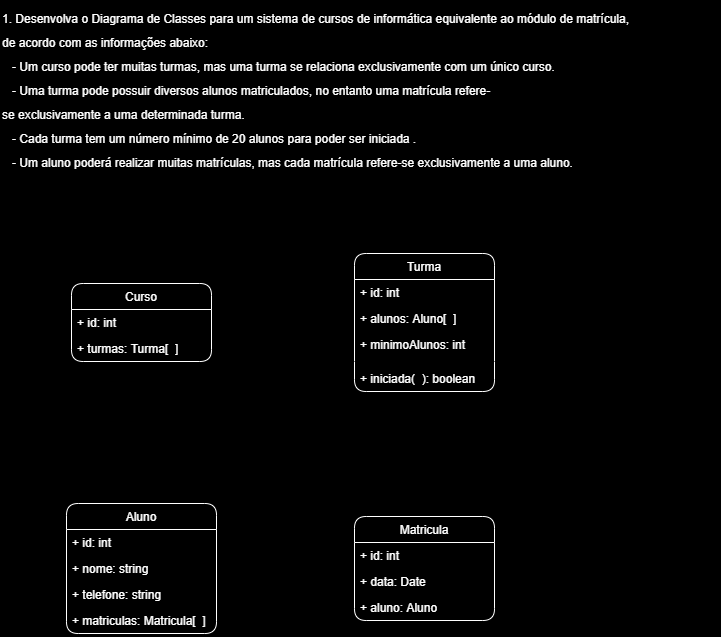 1. Desenvolva o Diagrama de Classes para um sistema de cursos de informática equivalente ao módulo de matrícula,
de acordo com as informações abaixo:
- Um curso pode ter muitas turmas, mas uma turma se relaciona exclusivamente com um único curso.
- Uma turma pode possuir diversos alunos matriculados, no entanto uma matrícula refere-
se exclusivamente a uma determinada turma.
- Cada turma tem um número mínimo de 20 alunos para poder ser iniciada .
- Um aluno poderá realizar muitas matrículas, mas cada matrícula refere-se exclusivamente a uma aluno.
Curso
+ id: int
+ turmas: Turma[ ]
Turma
+ id: int
+ alunos: Aluno[ ]
+ minimoAlunos: int
+ iniciada( ): boolean
Aluno
+ id: int
+ nome: string
+ telefone: string
+ matriculas: Matricula[ ]
Matricula
+ id: int
+ data: Date
+ aluno: Aluno